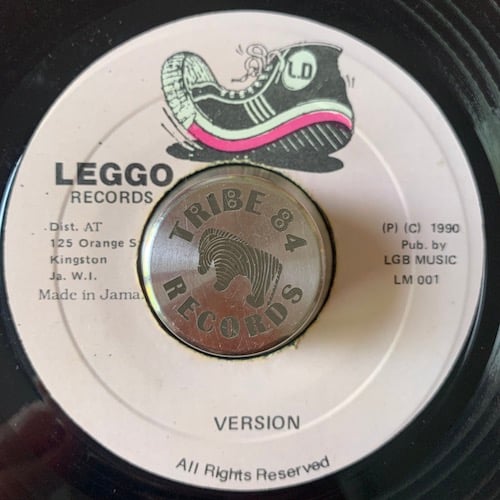 L.D
LEGGO
RECORDS
Dist. AT
125 Orange S
Kingston
Ja. W.I.
Made in Jama
(P) (C) 1990
Pub. by
LGB MUSIC
LM 001
TRIBE 84
RECORDS
VERSION
All Rights Reserved